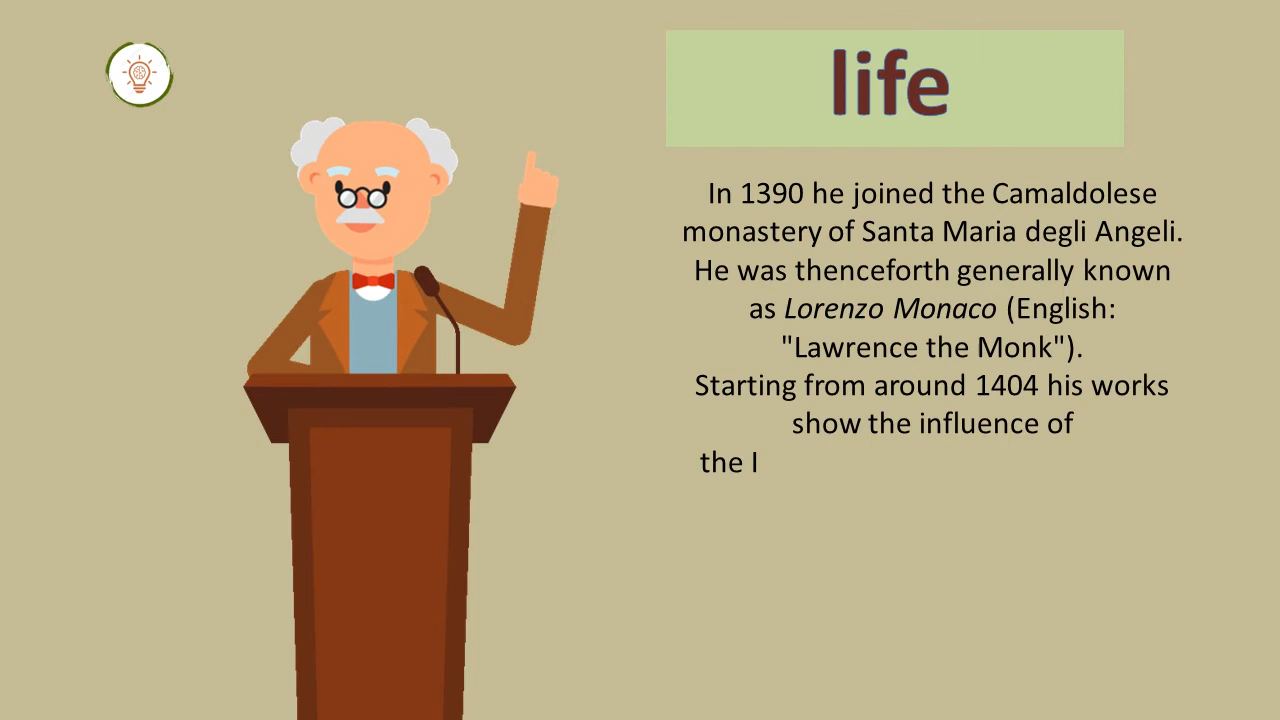 life
In 1390 he joined the Camaldolese
monastery of Santa Maria degli Angeli.
He was thenceforth generally known
as Lorenzo Monaco (English:
"Lawrence the Monk").
Starting from around 1404 his works
show the influence of
the I